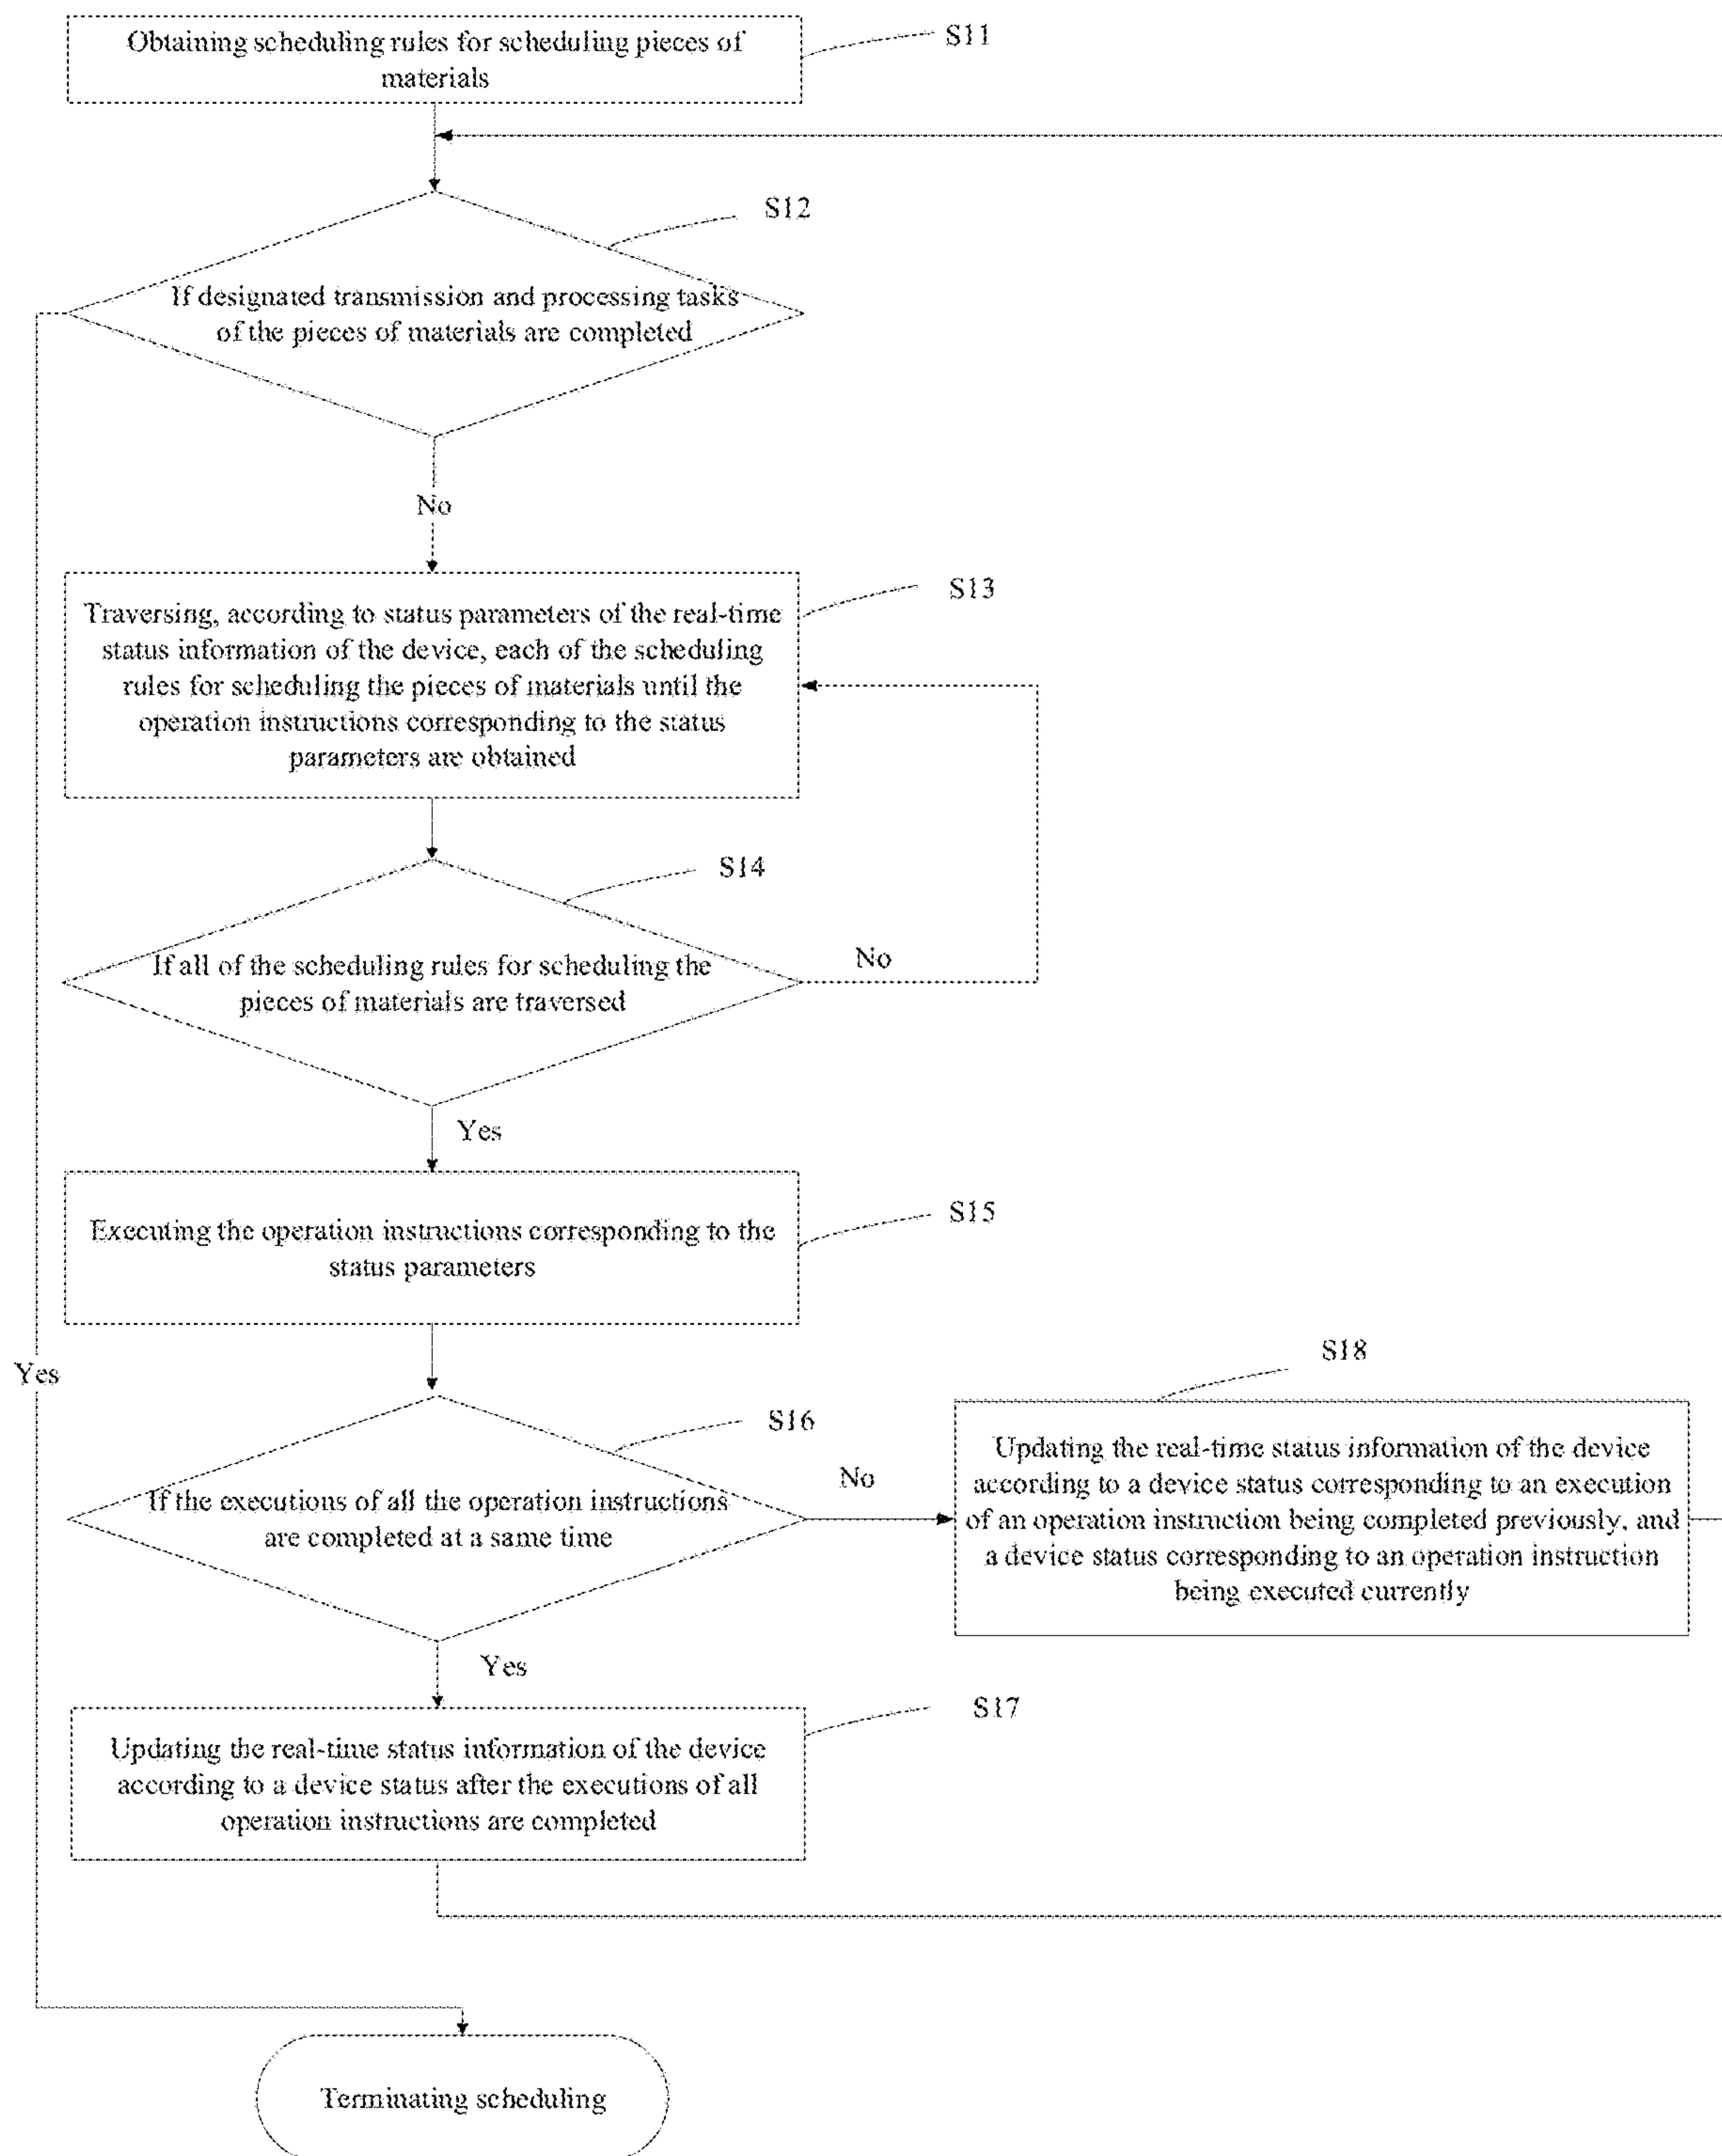 Obtaining scheduling rules for scheduling pieces of
materials
S11
S12
If designated transmission and processing tasks
of the pieces of materials are completed
No
S13
Traversing, according to status parameters of the real-time
status information of the device, each of the scheduling
rules for scheduling the pieces of materials until the
operation instructions corresponding to the status
parameters are obtained
S14
If all of the scheduling rules for scheduling the
pieces of materials are traversed
No
Yes
S15
Executing the operation instructions corresponding to the
status parameters
Yes
S16
If the executions of all the operation instructions
are completed at a same time
No
S18
Updating the real-time status information of the device
according to a device status corresponding to an execution
of an operation instruction being completed previously, and
a device status corresponding to an operation instruction
being executed currently
Yes
S17
Updating the real-time status information of the device
according to a device status after the executions of all
operation instructions are completed
Terminating scheduling